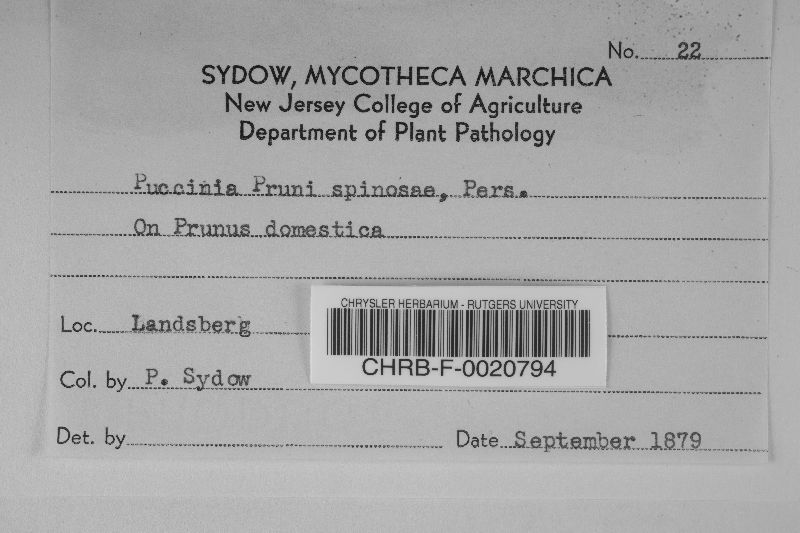 No. 22
SYDOW, MYCOTHECA MARCHICA
New Jersey College of Agriculture
Department of Plant Pathology
Puccinia Pruni spinosae, Pers.
On Prunus domestica
Loc. Landsberg
CHRYSLER HERBARIUM - RUTGERS UNIVERSITY
CHRB-F-0020794
Col. by P. Sydow
Det. by
Date September 1879